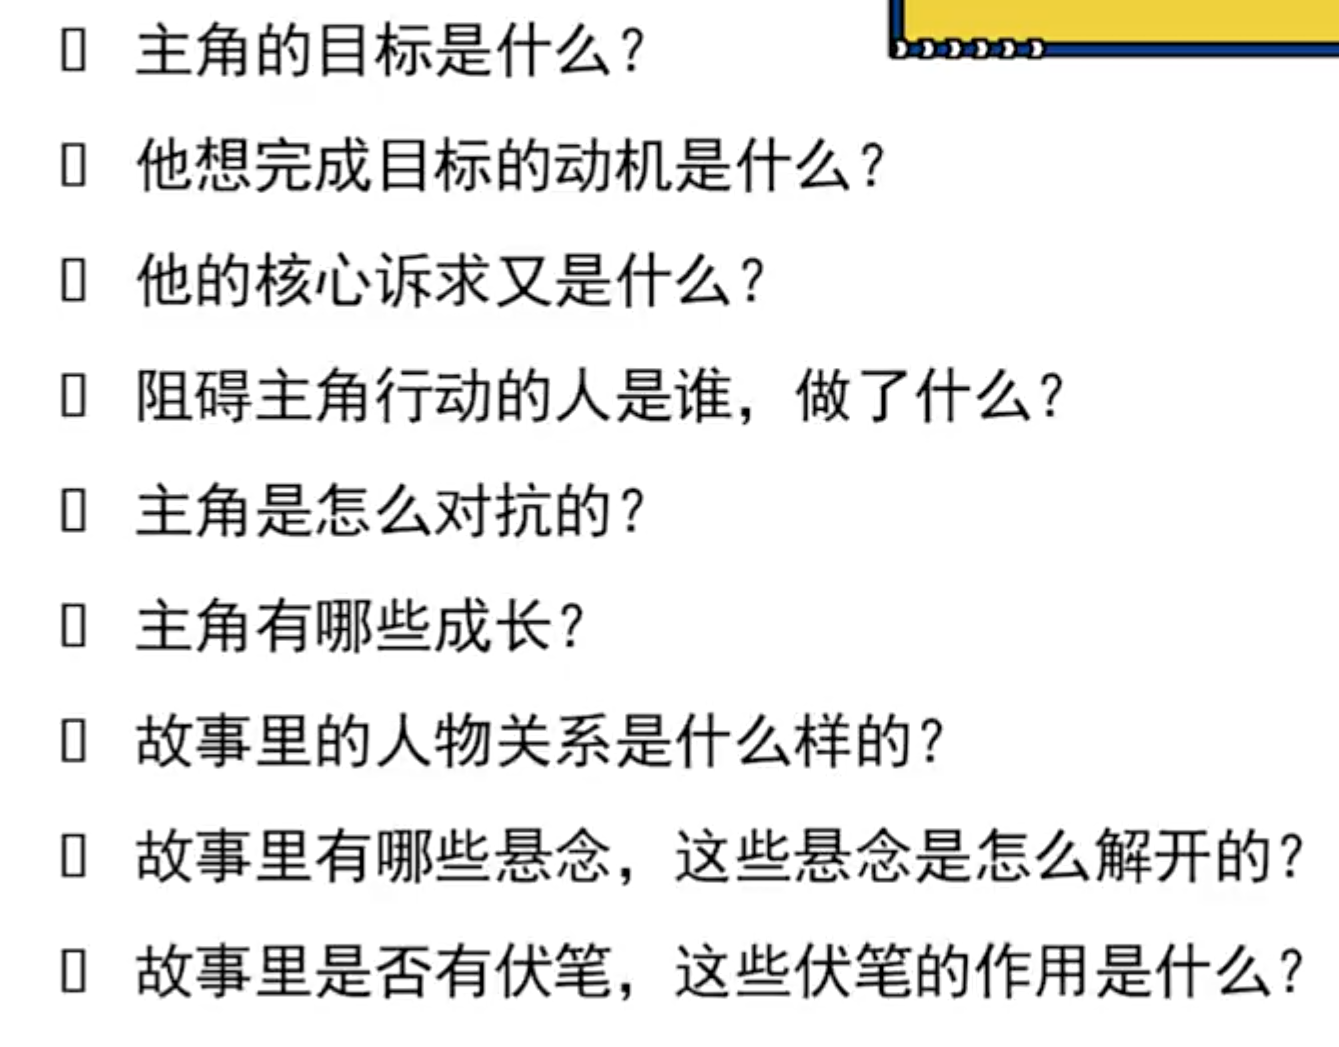 主角的目标是什么？
他想完成目标的动机是什么？
他的核心诉求又是什么？
阻碍主角行动的人是谁，做了什么？
主角是怎么对抗的？
主角有哪些成长？
故事里的人物关系是什么样的？
故事里有哪些悬念，这些悬念是怎么解开的？
故事里是否有伏笔，这些伏笔的作用是什么？